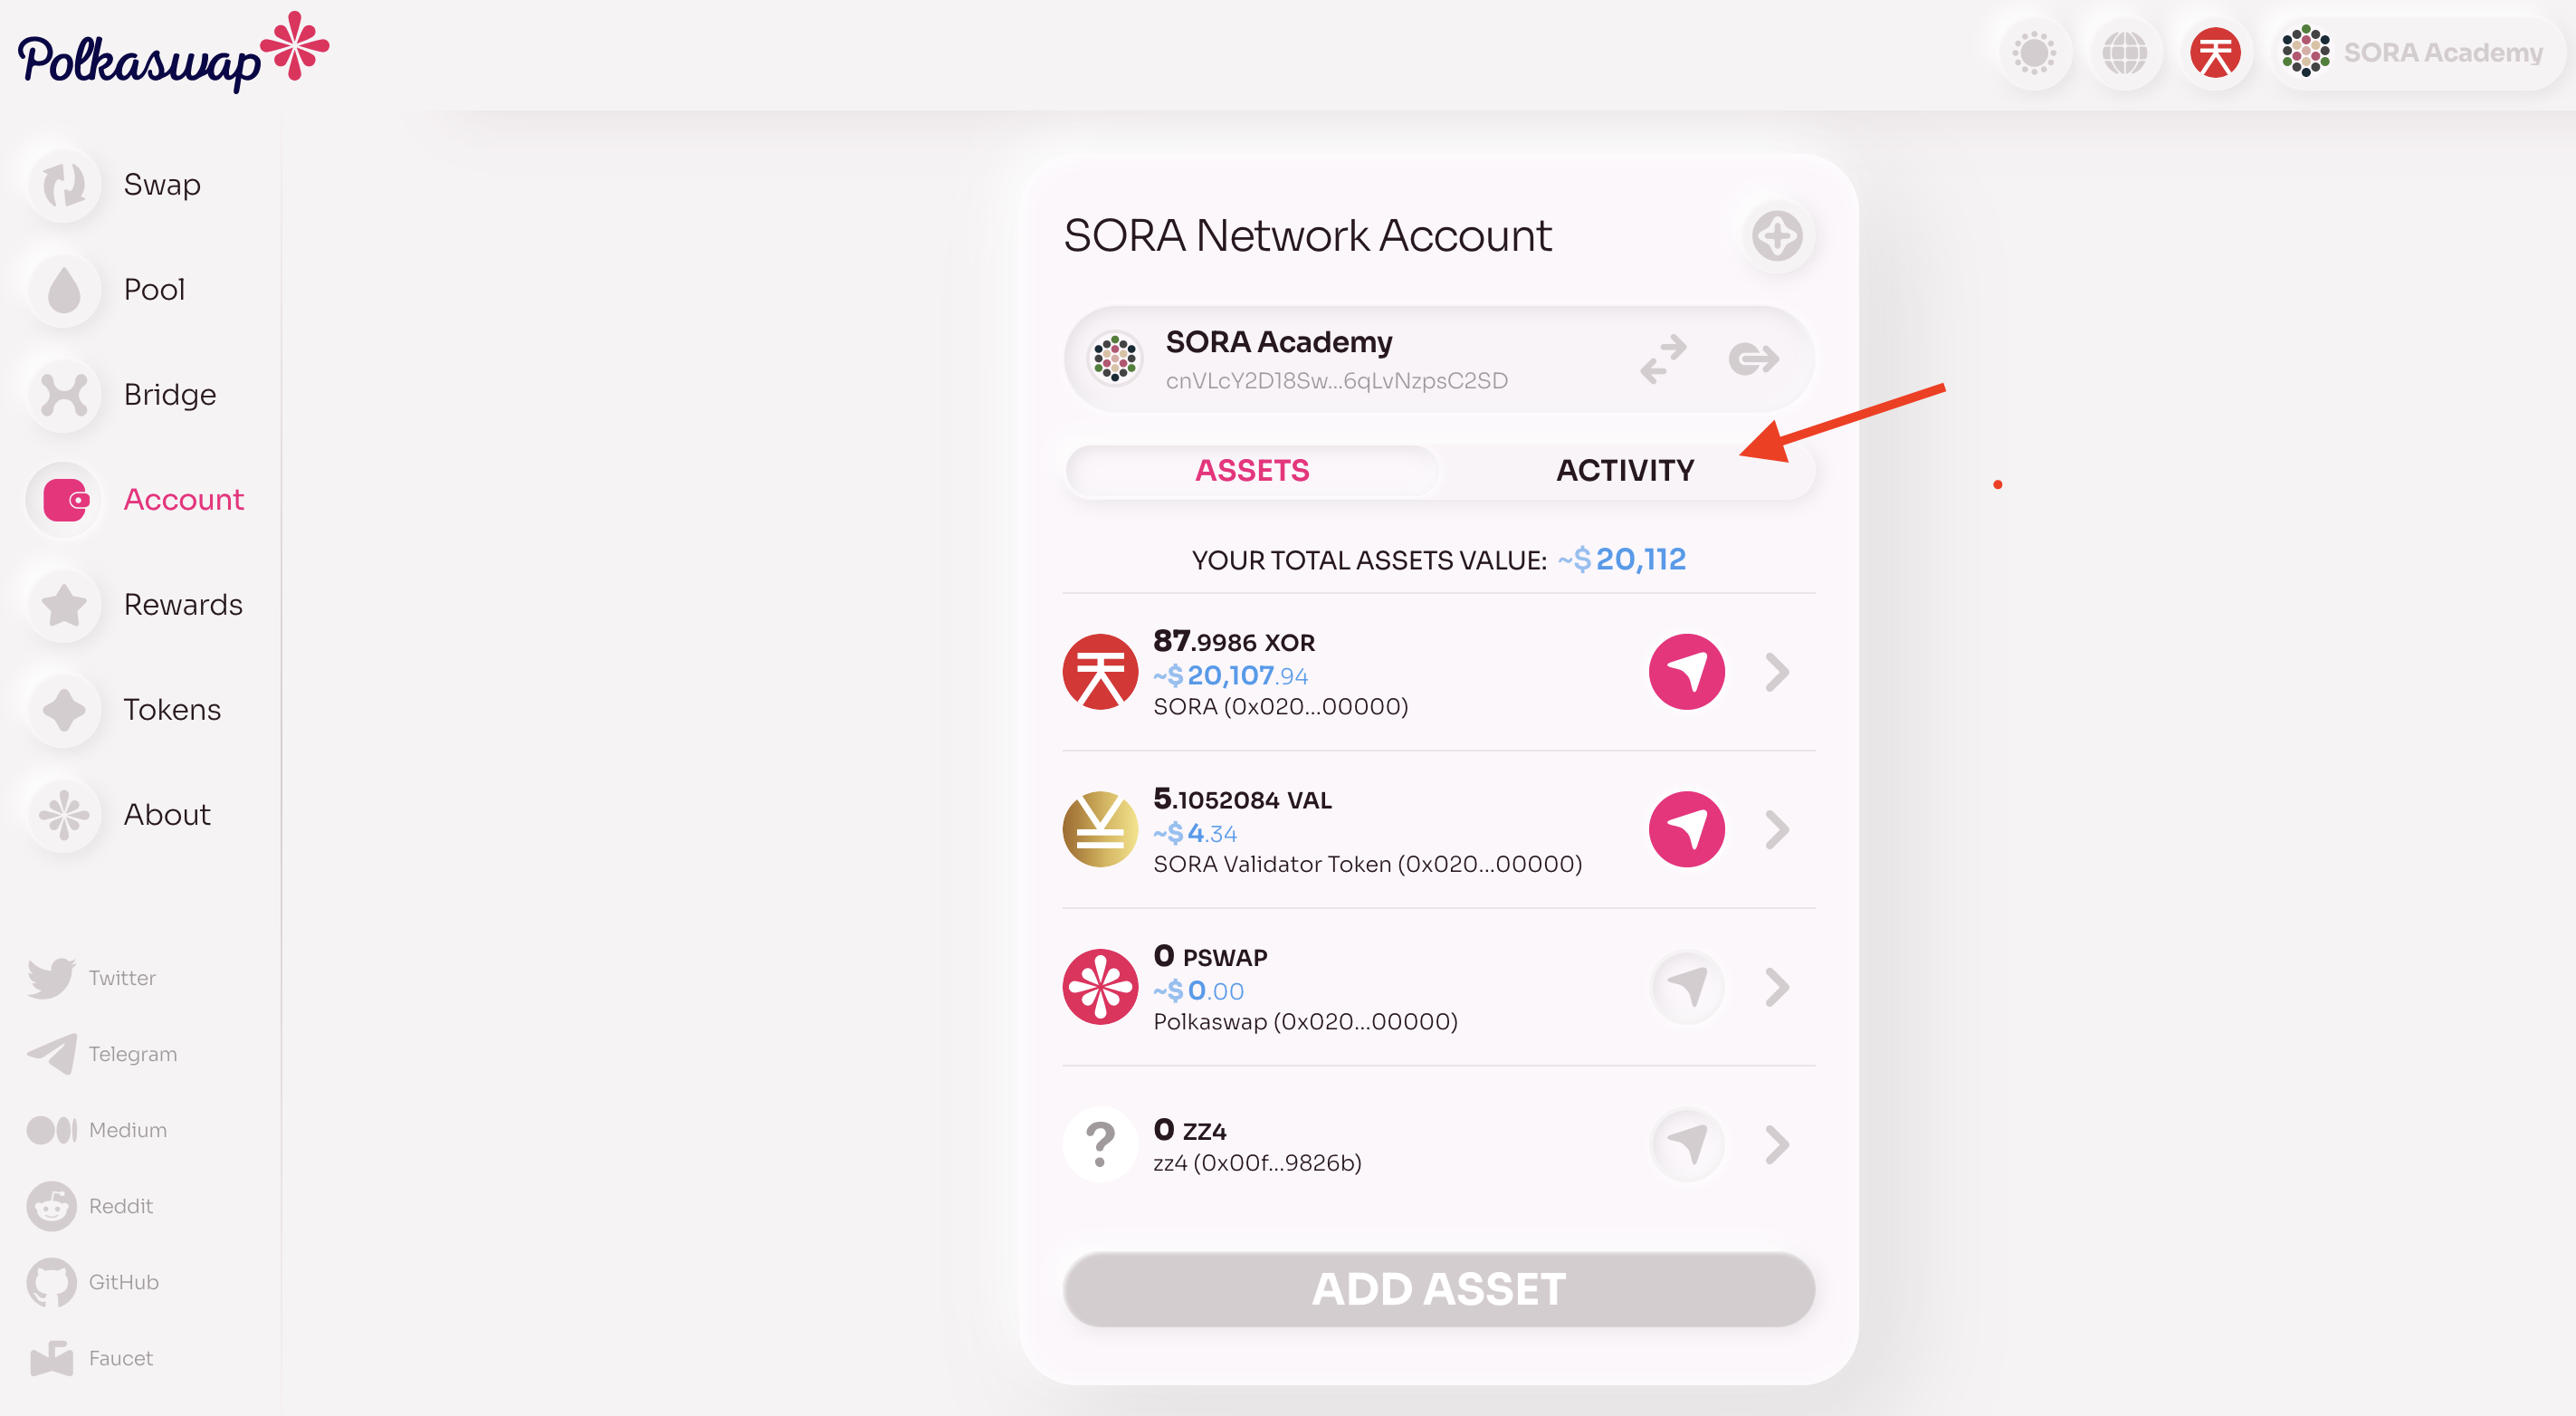 Polkaswap
SORA Academy
Swap
Pool
Bridge
Account
Rewards
Tokens
About
Twitter
Telegram
Medium
Reddit
GitHub
Faucet
SORA Network Account
SORA Academy
cnVLcY2D18Sw...6qLvNzpsC2SD
ASSETS
ACTIVITY
YOUR TOTAL ASSETS VALUE: ~$ 20,112
87.9986 XOR
~$ 20,107.94
SORA (0x020...00000)
5.1052084 VAL
~$ 4.34
SORA Validator Token (0x020...00000)
0 PSWAP
~$ 0.00
Polkaswap (0x020...00000)
?
0 ZZ4
zz4 (0x00f...9826b)
ADD ASSET